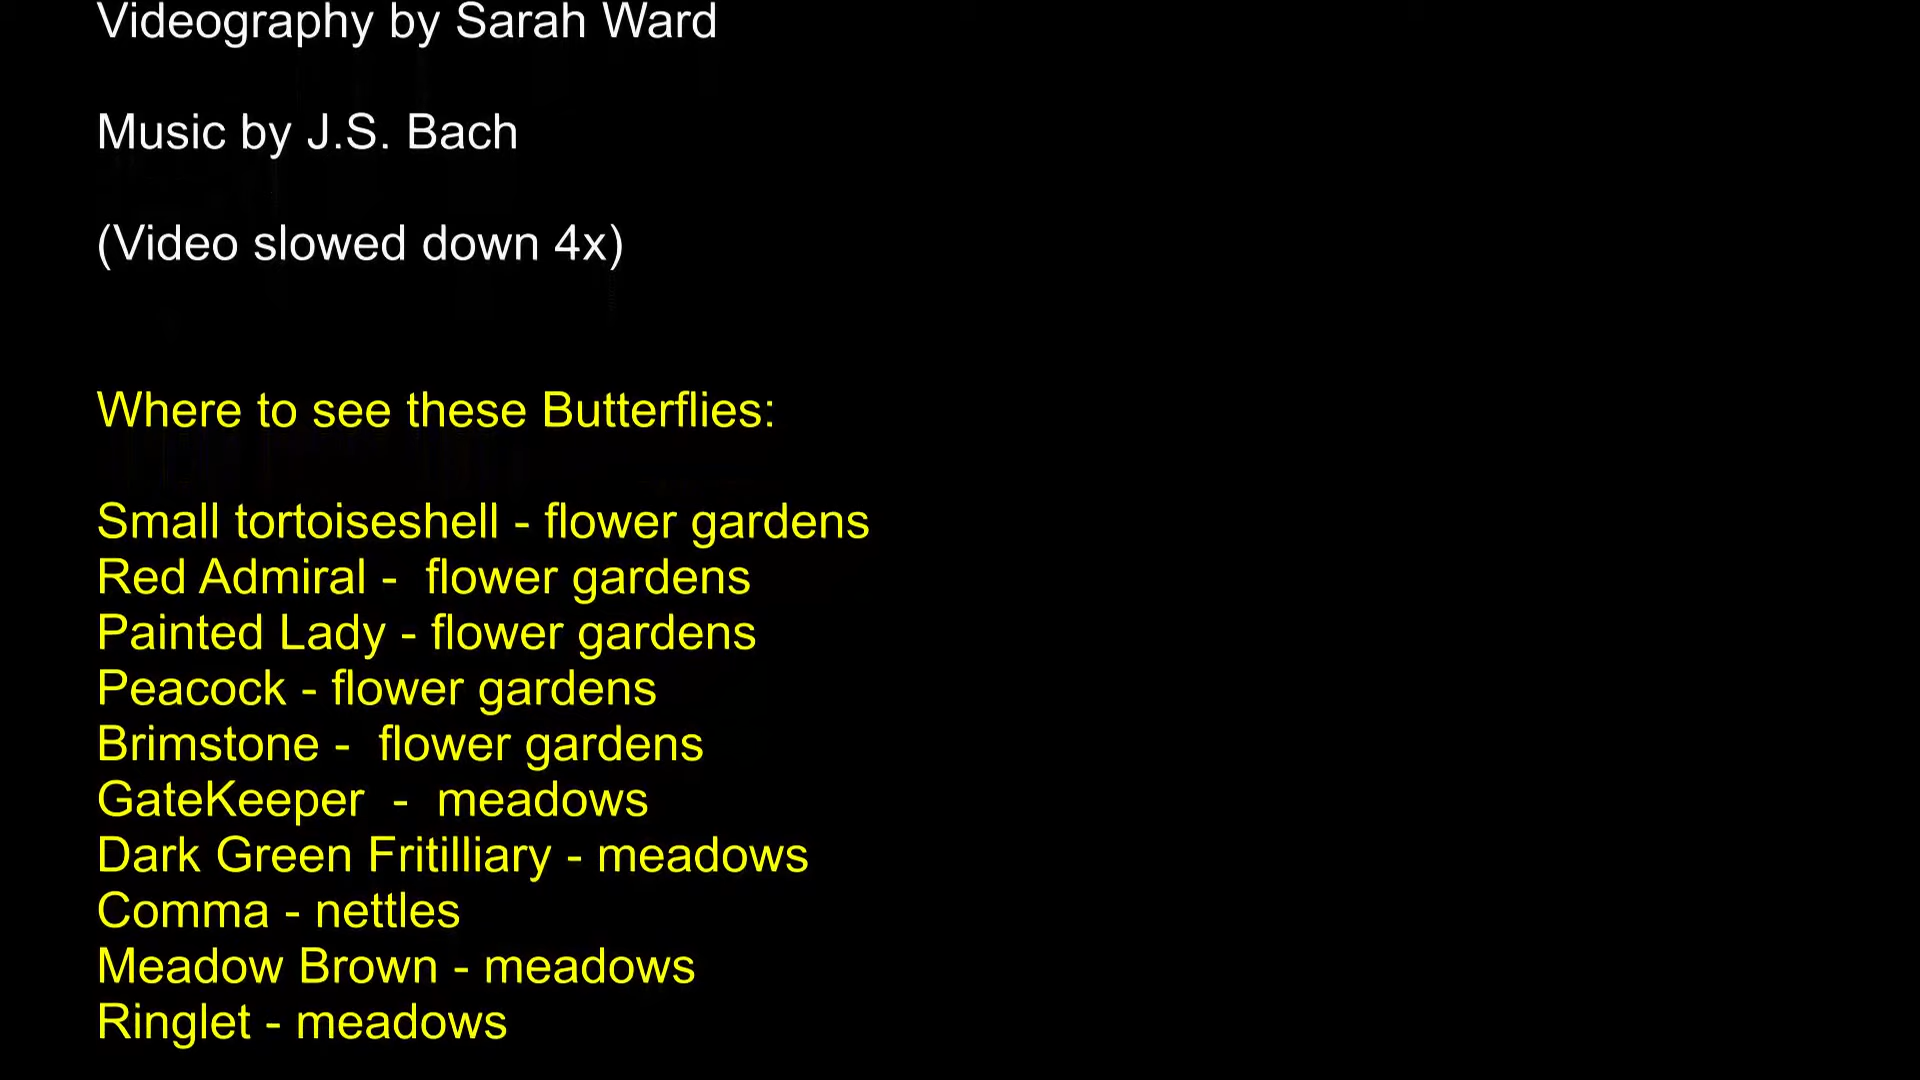 Videography by Sarah Ward
Music by J.S. Bach
(Video slowed down 4x)
Where to see these Butterflies:
Small tortoiseshell - flower gardens
Red Admiral -  flower gardens
Painted Lady - flower gardens
Peacock - flower gardens
Brimstone -  flower gardens
GateKeeper  -  meadows
Dark Green Fritilliary - meadows
Comma - nettles
Meadow Brown - meadows
Ringlet - meadows